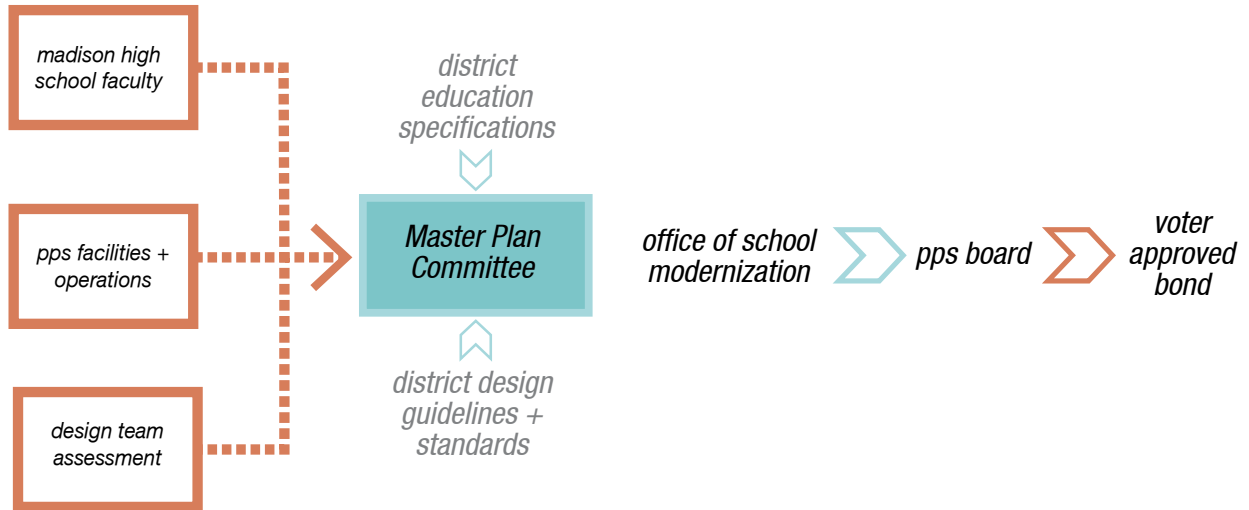 madison high
school faculty
pps facilities +
operations
design team
assessment
district
education
specifications
Master Plan
Committee
district design
guidelines +
standards
office of school
modernization
pps board
voter
approved
bond